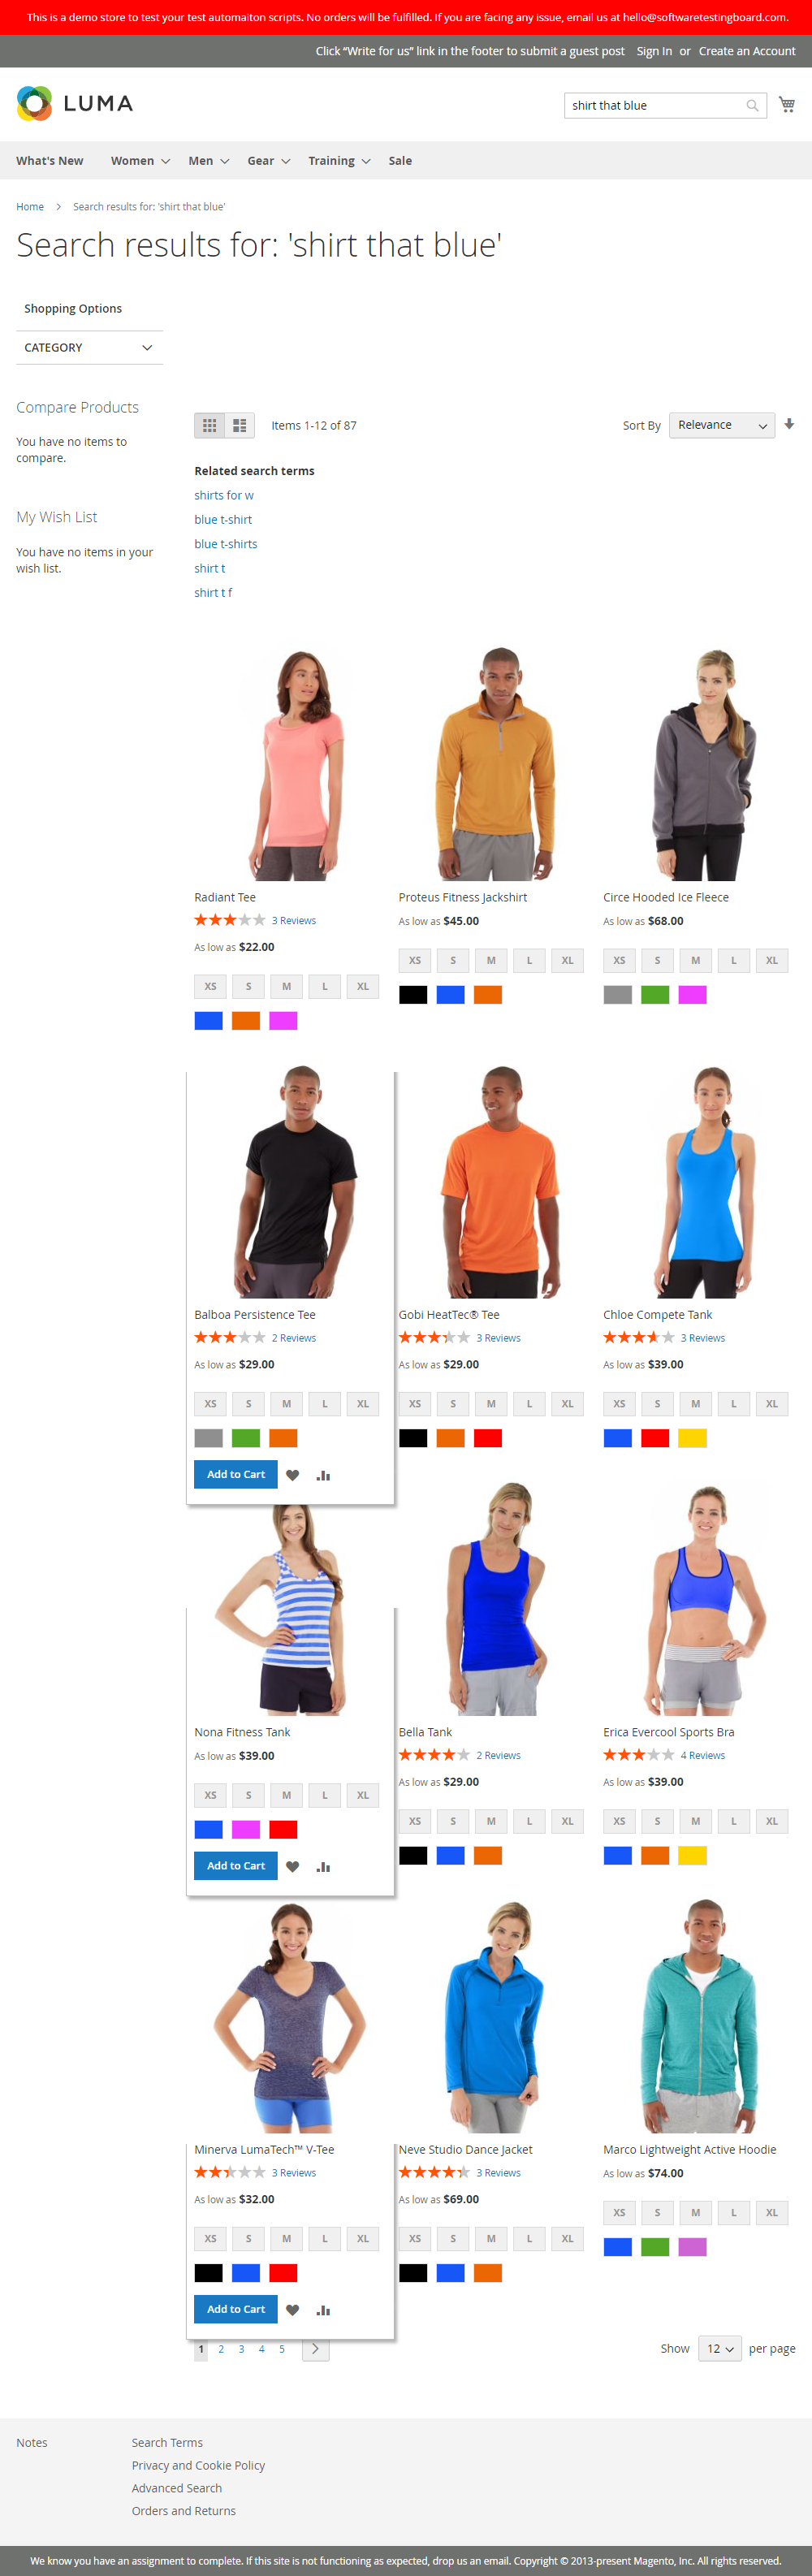 This is a demo store to test your test automaiton scripts. No orders will be fulfilled. If you are facing any issue, email us at hello@softwaretestingboard.com.
Click “Write for us” link in the footer to submit a guest post Sign In or Create an Account
LUMA
shirt that blue
What's New Women Men Gear Training Sale
Home > Search results for: 'shirt that blue'
Search results for: 'shirt that blue'
Shopping Options
CATEGORY
Compare Products
You have no items to
compare.
My Wish List
You have no items in your
wish list.
Items 1-12 of 87
Sort By Relevance
Related search terms
shirts for w
blue t-shirt
blue t-shirts
shirt t
shirt t f
Radiant Tee
3 Reviews
As low as $22.00
XS S M L XL
Proteus Fitness Jackshirt
As low as $45.00
XS S M L XL
Circe Hooded Ice Fleece
As low as $68.00
XS S M L XL
Balboa Persistence Tee
2 Reviews
As low as $29.00
XS S M L XL
Add to Cart
Gobi HeatTec® Tee
3 Reviews
As low as $29.00
XS S M L XL
Chloe Compete Tank
3 Reviews
As low as $39.00
XS S M L XL
Nona Fitness Tank
As low as $39.00
XS S M L XL
Add to Cart
Bella Tank
2 Reviews
As low as $29.00
XS S M L XL
Erica Evercool Sports Bra
4 Reviews
As low as $39.00
XS S M L XL
Minerva LumaTech™ V-Tee
3 Reviews
As low as $32.00
XS S M L XL
Add to Cart
Neve Studio Dance Jacket
3 Reviews
As low as $69.00
XS S M L XL
Marco Lightweight Active Hoodie
As low as $74.00
XS S M L XL
1 2 3 4 5
Show 12 per page
Notes
Search Terms
Privacy and Cookie Policy
Advanced Search
Orders and Returns
We know you have an assignment to complete. If this site is not functioning as expected, drop us an email. Copyright © 2013-present Magento, Inc. All rights reserved.